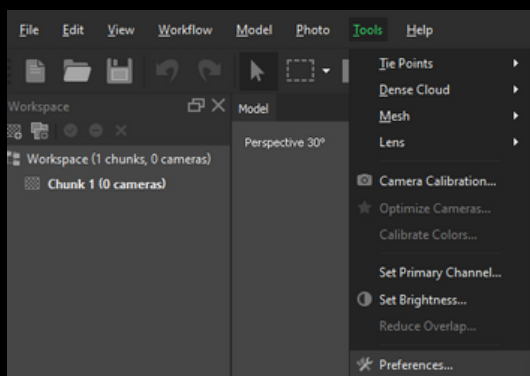 File Edit View Workflow Model Photo Tools Help
Workspace
Model
Workspace (1 chunks, 0 cameras)
Chunk 1 (0 cameras)
Perspective 30°
Tie Points
Dense Cloud
Mesh
Lens
Camera Calibration...
Optimize Cameras...
Calibrate Colors...
Set Primary Channel...
Set Brightness...
Reduce Overlap...
Preferences...